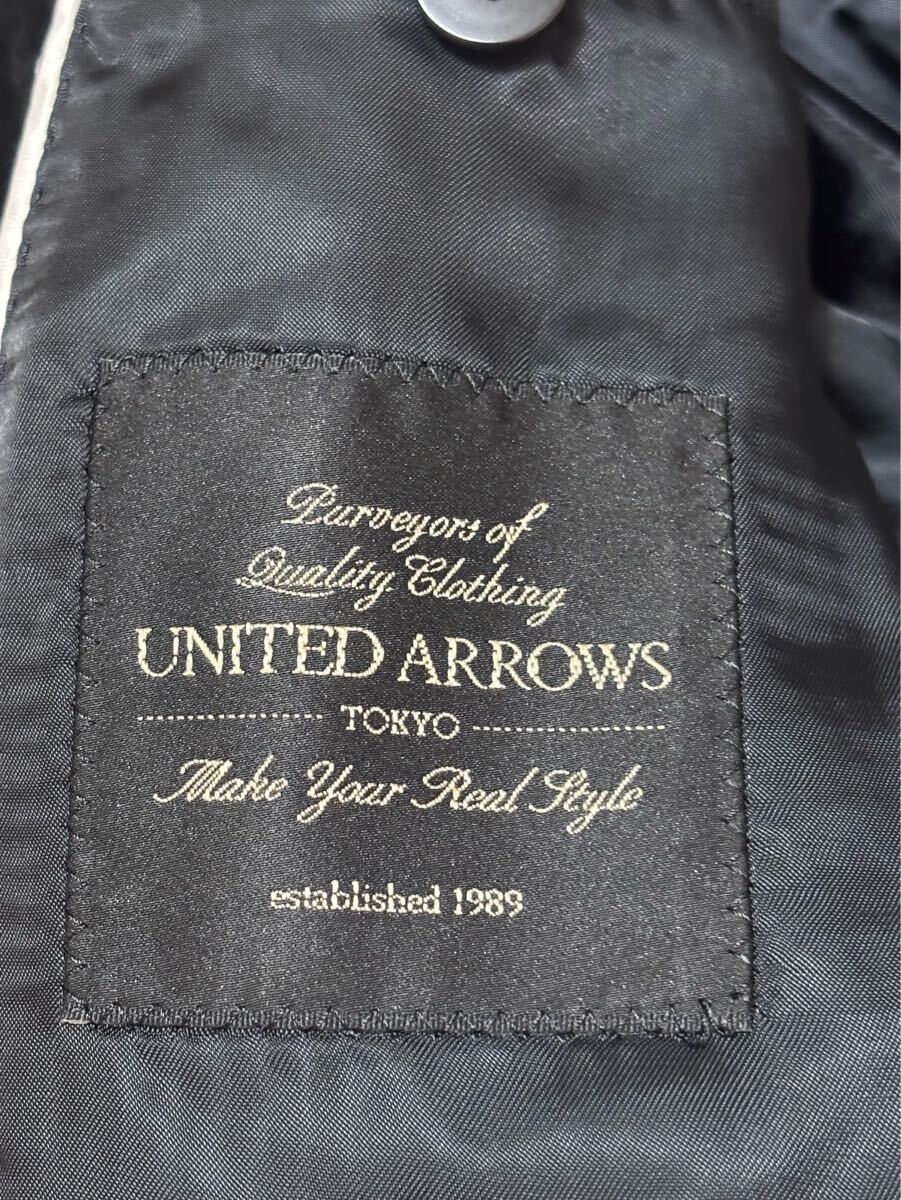 Purveyors of
Quality Clothing
UNITED ARROWS
TOKYO
Make Your Real Style
established 1989